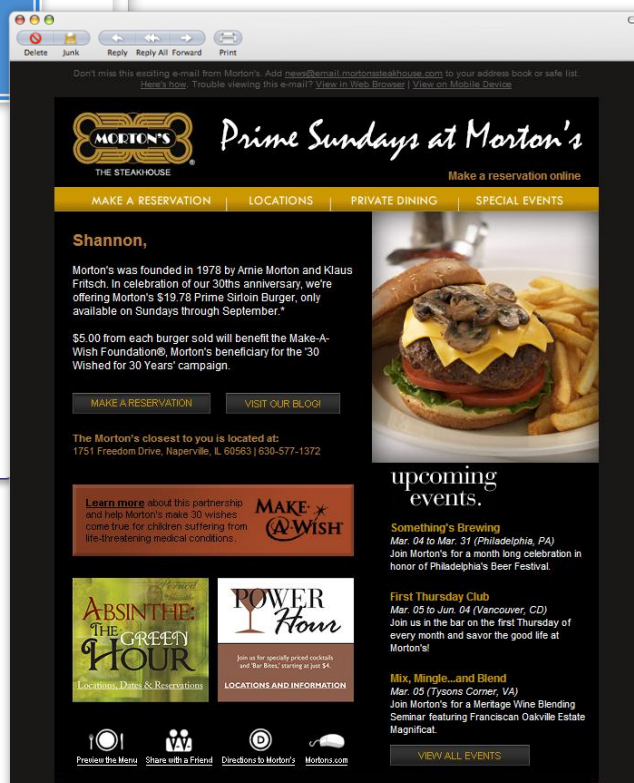 Delete Junk Reply Reply All Forward Print
Don't miss this exciting e-mail from Morton's. Add news@email.mortonssteakhouse.com to your address book or safe list.
Here's how. Trouble viewing this e-mail? View in Web Browser | View on Mobile Device
MORTON'S
THE STEAKHOUSE
®
Prime Sundays at Morton's
Make a reservation online
MAKE A RESERVATION | LOCATIONS | PRIVATE DINING | SPECIAL EVENTS
Shannon,
Morton's was founded in 1978 by Arnie Morton and Klaus
Fritsch. In celebration of our 30ths anniversary, we're
offering Morton's $19.78 Prime Sirloin Burger, only
available on Sundays through September.*
$5.00 from each burger sold will benefit the Make-A-
Wish Foundation®, Morton's beneficiary for the '30
Wished for 30 Years' campaign.
MAKE A RESERVATION
VISIT OUR BLOG!
The Morton's closest to you is located at:
1751 Freedom Drive, Naperville, IL 60563 | 630-577-1372
Learn more about this partnership
and help Morton's make 30 wishes
come true for children suffering from
life-threatening medical conditions.
MAKE
A-WISH
ABSINTHE:
THE GREEN
HOUR
Locations, Dates & Reservations
POWER
Hour
Join us for specially priced cocktails
and 'Bar Bites,' starting at just $4.
LOCATIONS AND INFORMATION
Preview the Menu
Share with a Friend
Directions to Morton's
Mortons.com
upcoming
events.
Something's Brewing
Mar. 04 to Mar. 31 (Philadelphia, PA)
Join Morton's for a month long celebration in
honor of Philadelphia's Beer Festival.
First Thursday Club
Mar. 05 to Jun. 04 (Vancouver, CD)
Join us in the bar on the first Thursday of
every month and savor the good life at
Morton's!
Mix, Mingle...and Blend
Mar. 05 (Tysons Corner, VA)
Join Morton's for a Meritage Wine Blending
Seminar featuring Franciscan Oakville Estate
Magnificat.
VIEW ALL EVENTS